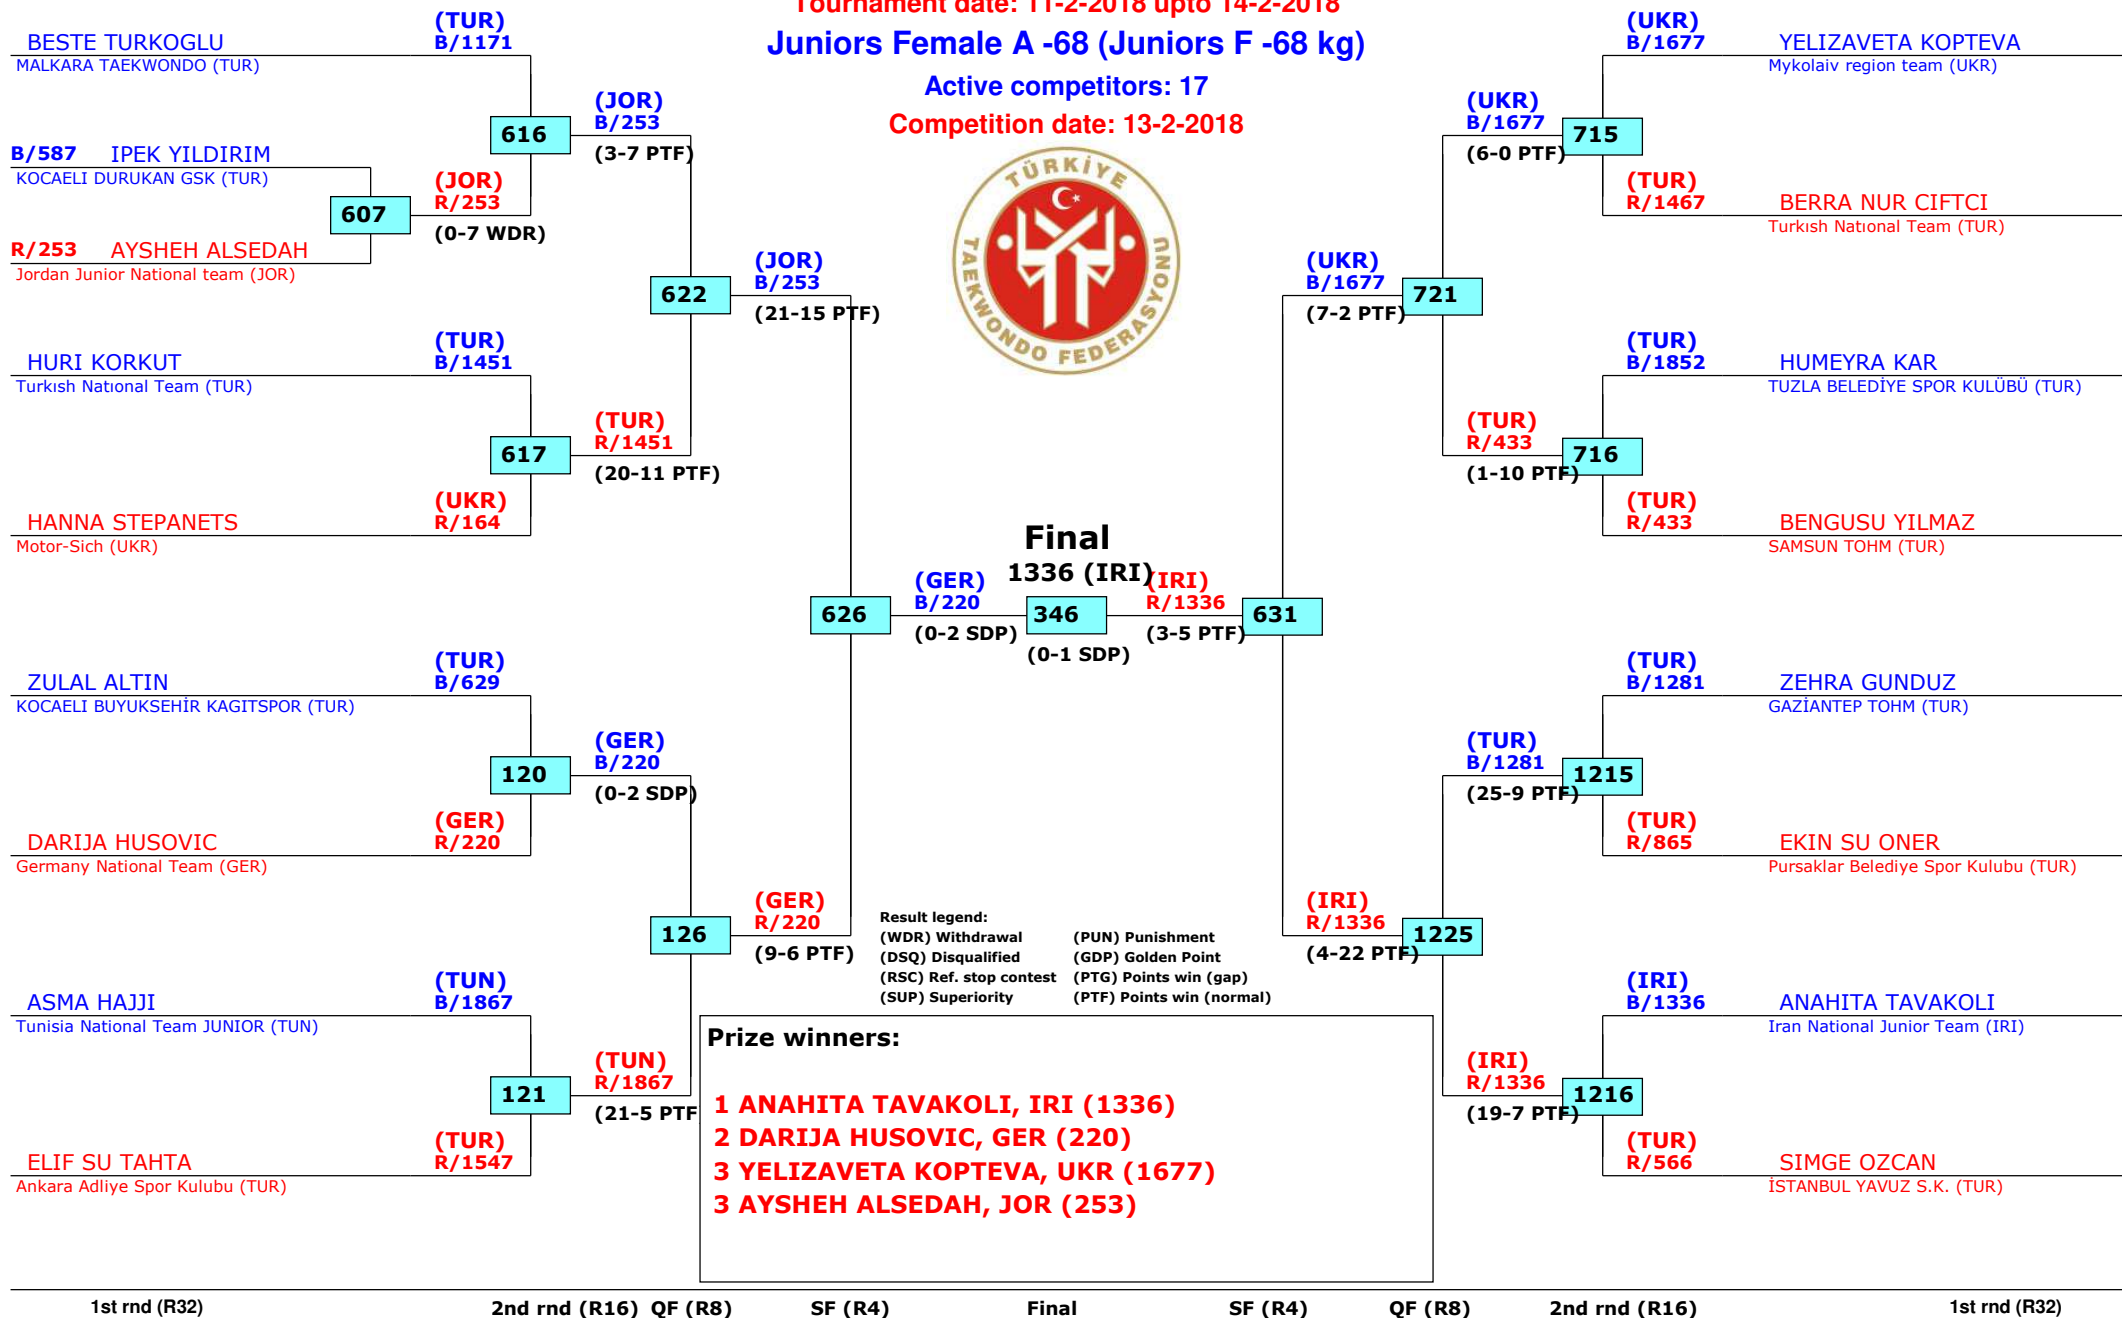 Tournament date: 11-2-2018 upto 14-2-2018
Juniors Female A -68 (Juniors F -68 kg)
Active competitors: 17
Competition date: 13-2-2018
TÜRKİYE
TAEKWONDO FEDERASYONU
BESTE TURKOGLU
MALKARA TAEKWONDO (TUR)
(TUR)
B/1171
B/587 IPEK YILDIRIM
KOCAELI DURUKAN GSK (TUR)
R/253 AYSHEH ALSEDAH
Jordan Junior National team (JOR)
607
(JOR)
R/253
(0-7 WDR)
616
(JOR)
B/253
(3-7 PTF)
HURI KORKUT
Turkısh Natıonal Team (TUR)
(TUR)
B/1451
HANNA STEPANETS
Motor-Sich (UKR)
(UKR)
R/164
617
(TUR)
R/1451
(20-11 PTF)
622
(JOR)
B/253
(21-15 PTF)
ZULAL ALTIN
KOCAELI BUYUKSEHİR KAGITSPOR (TUR)
(TUR)
B/629
DARIJA HUSOVIC
Germany National Team (GER)
(GER)
R/220
120
(GER)
B/220
(0-2 SDP)
ASMA HAJJI
Tunisia National Team JUNIOR (TUN)
(TUN)
B/1867
ELIF SU TAHTA
Ankara Adliye Spor Kulubu (TUR)
(TUR)
R/1547
121
(TUN)
R/1867
(21-5 PTF
126
(GER)
R/220
(9-6 PTF)
626
(GER)
B/220
(0-2 SDP)
Final
1336 (IRI)
346
(0-1 SDP)
(IRI)
R/1336
(3-5 PTF)
631
(UKR)
B/1677
YELIZAVETA KOPTEVA
Mykolaiv region team (UKR)
(TUR)
R/1467
BERRA NUR CIFTCI
Turkısh Natıonal Team (TUR)
(UKR)
B/1677
(6-0 PTF)
715
(UKR)
B/1677
(7-2 PTF)
721
(TUR)
B/1852
HUMEYRA KAR
TUZLA BELEDİYE SPOR KULÜBÜ (TUR)
(TUR)
R/433
BENGUSU YILMAZ
SAMSUN TOHM (TUR)
(TUR)
R/433
(1-10 PTF)
716
(TUR)
B/1281
ZEHRA GUNDUZ
GAZİANTEP TOHM (TUR)
(TUR)
R/865
EKIN SU ONER
Pursaklar Belediye Spor Kulubu (TUR)
(TUR)
B/1281
(25-9 PTF)
1215
(IRI)
R/1336
(4-22 PTF)
1225
(IRI)
B/1336
ANAHITA TAVAKOLI
Iran National Junior Team (IRI)
(TUR)
R/566
SIMGE OZCAN
İSTANBUL YAVUZ S.K. (TUR)
(IRI)
R/1336
(19-7 PTF)
1216
Result legend:
(WDR) Withdrawal (PUN) Punishment
(DSQ) Disqualified (GDP) Golden Point
(RSC) Ref. stop contest (PTG) Points win (gap)
(SUP) Superiority (PTF) Points win (normal)
Prize winners:
1 ANAHITA TAVAKOLI, IRI (1336)
2 DARIJA HUSOVIC, GER (220)
3 YELIZAVETA KOPTEVA, UKR (1677)
3 AYSHEH ALSEDAH, JOR (253)
1st rnd (R32) 2nd rnd (R16) QF (R8) SF (R4) Final SF (R4) QF (R8) 2nd rnd (R16) 1st rnd (R32)